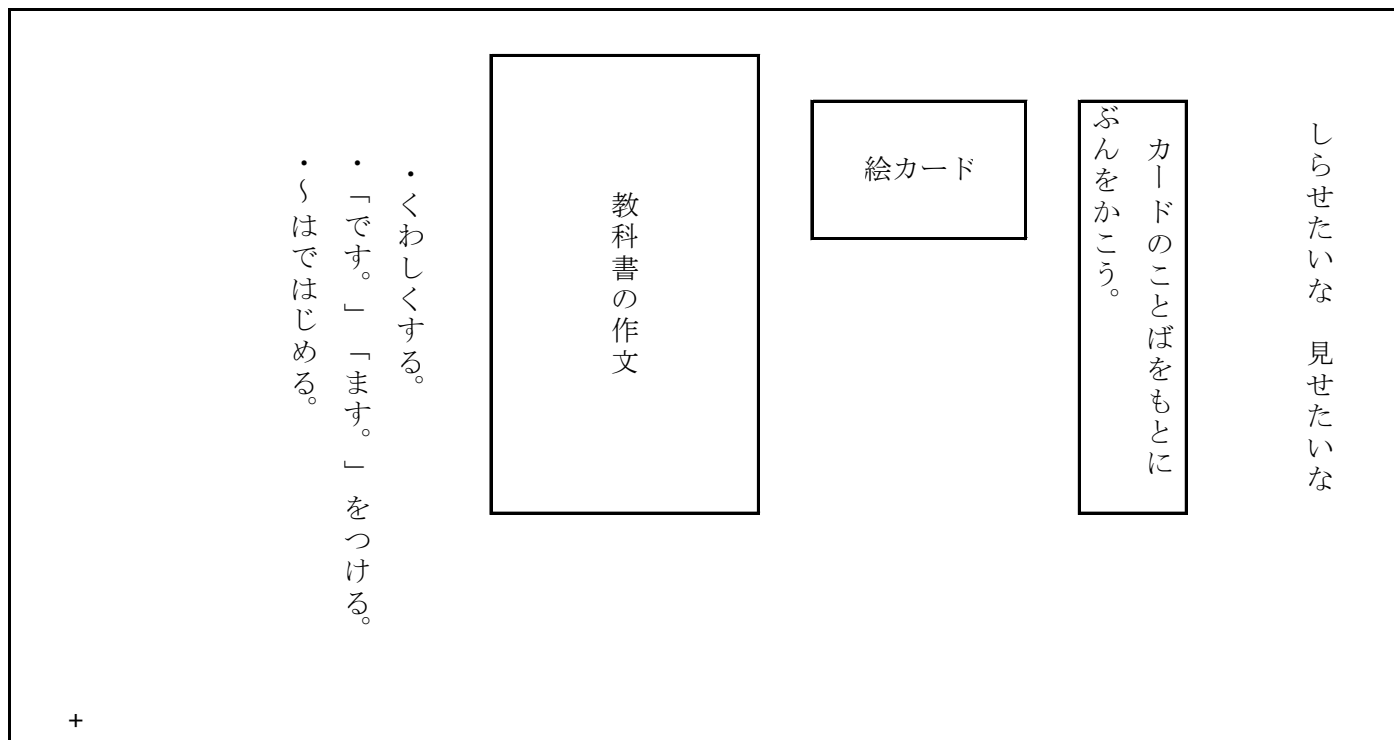 しらせたいな　見せたいな
カードのことばをもとに
ぶんをかこう。
絵カード
教科書の作文
・くわしくする。
・「です。」「ます。」をつける。
・～はではじめる。
+